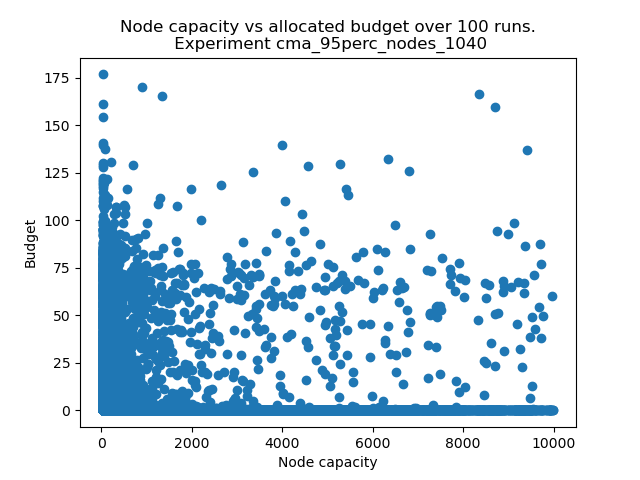 Node capacity vs allocated budget over 100 runs.
Experiment cma_95perc_nodes_1040
175
150
125
100
75
50
25
0
Budget
0 2000 4000 6000 8000 10000
Node capacity